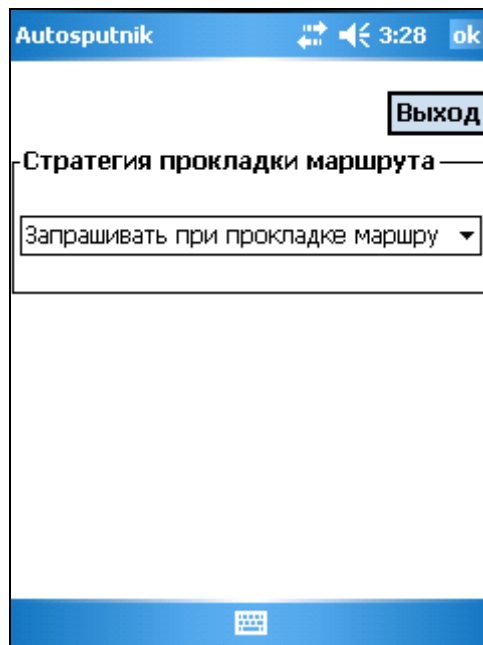 Autosputnik 3:28 ok
Выход
Стратегия прокладки маршрута
Запрашивать при прокладке маршру